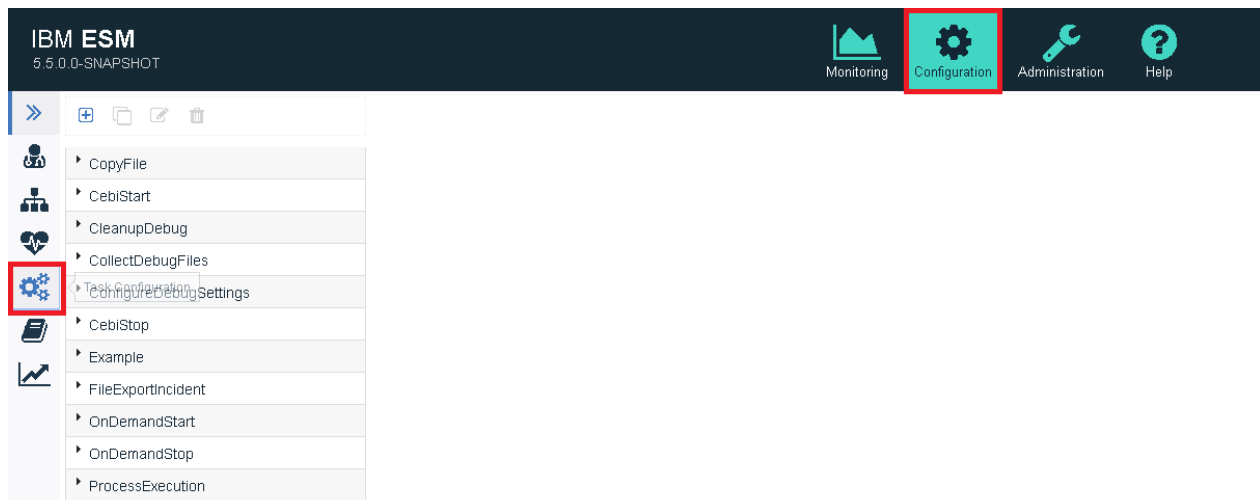 IBM ESM
5.5.0.0-SNAPSHOT
Monitoring
Configuration
Administration
Help
CopyFile
CebiStart
CleanupDebug
CollectDebugFiles
Task Configuration
ConfigureDebugSettings
CebiStop
Example
FileExportIncident
OnDemandStart
OnDemandStop
ProcessExecution